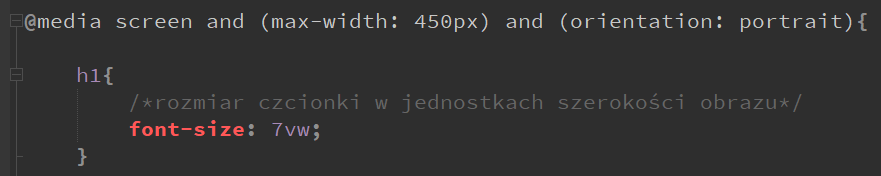 @media screen and (max-width: 450px) and (orientation: portrait){
h1{
/*rozmiar czcionki w jednostkach szerokości obrazu*/
font-size: 7vw;
}